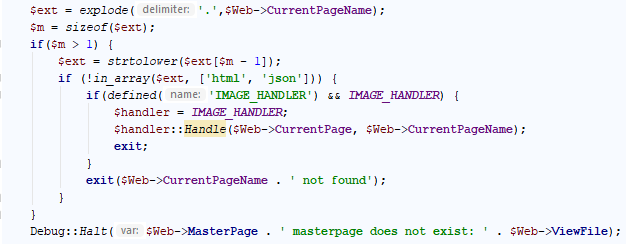 $ext = explode( delimiter: '.',$Web->CurrentPageName);
$m = sizeof($ext);
if($m > 1) {
    $ext = strtolower($ext[$m - 1]);
    if (!in_array($ext, ['html', 'json'])) {
        if(defined( name: 'IMAGE_HANDLER') && IMAGE_HANDLER) {
            $handler = IMAGE_HANDLER;
            $handler::Handle($Web->CurrentPage, $Web->CurrentPageName);
            exit;
        }
        exit($Web->CurrentPageName . ' not found');
    }
}
Debug::Halt( var: $Web->MasterPage . ' masterpage does not exist: ' . $Web->ViewFile);